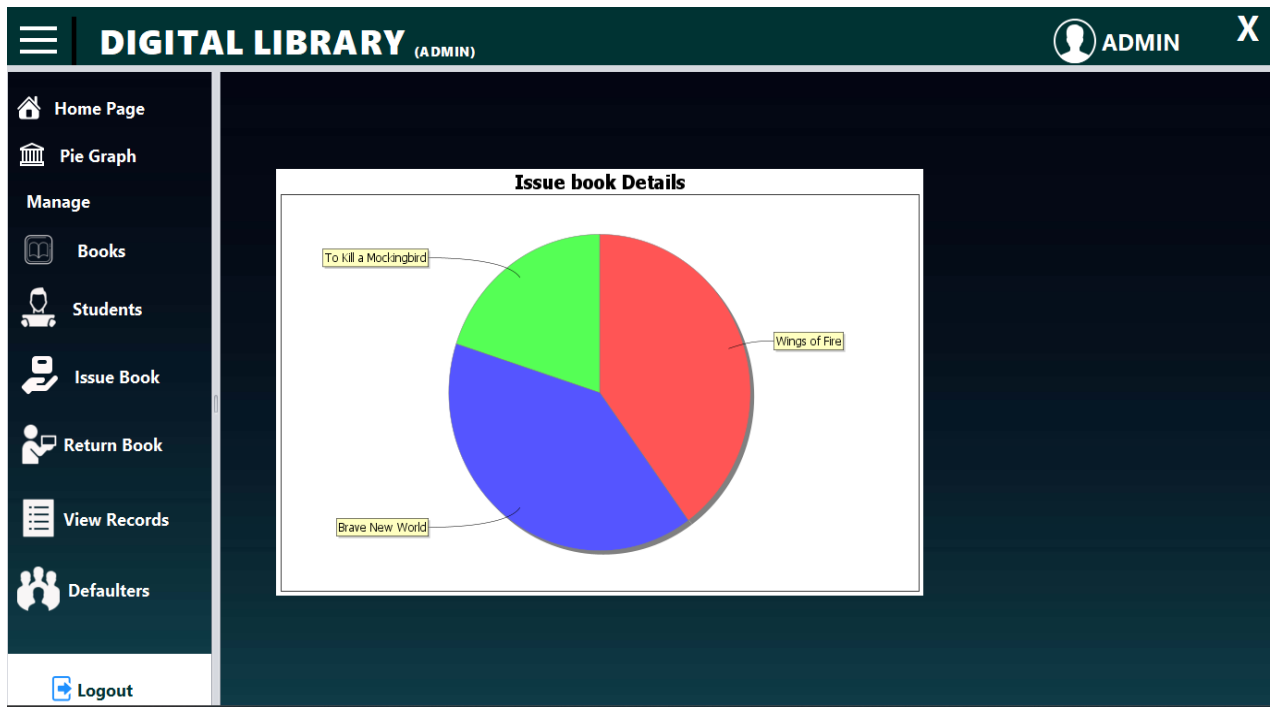 DIGITAL LIBRARY (ADMIN)
ADMIN
X
Home Page
Pie Graph
Manage
Books
Students
Issue Book
Return Book
View Records
Defaulters
Logout
Issue book Details
To Kill a Mockingbird
Wings of Fire
Brave New World